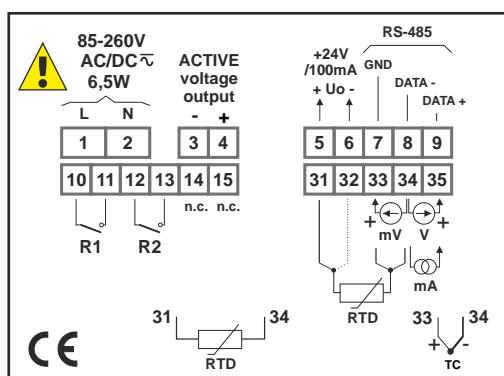 85-260V
AC/DC
6,5W
L N
ACTIVE
voltage
output
- +
1 2 3 4
10 11 12 13 14 15
n.c. n.c.
R1 R2
RS-485
+24V
/100mA
+ Uo -
GND
DATA -
DATA +
5 6 7 8 9
31 32 33 34 35
+ mV V +
mA
RTD
31 34
RTD
33 34
+ -
TC
CE